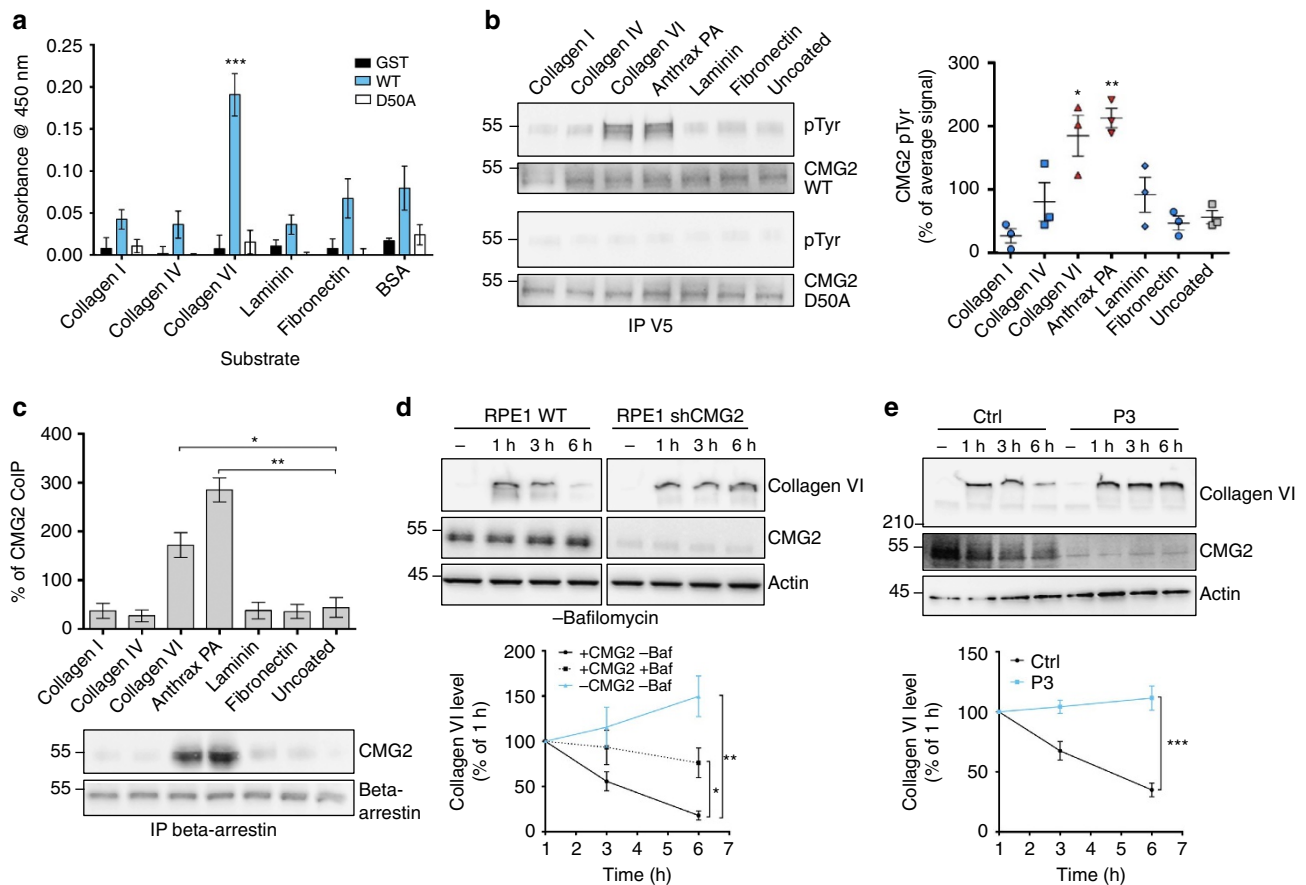 a
Absorbance @ 450 nm
0.25
0.20
0.15
0.10
0.05
0.00
***
GST
WT
D50A
Collagen I
Collagen IV
Collagen VI
Laminin
Fibronectin
BSA
Substrate
b
Collagen I
Collagen IV
Collagen VI
Anthrax PA
Laminin
Fibronectin
Uncoated
55
pTyr
55
CMG2
WT
pTyr
55
CMG2
D50A
IP V5
CMG2 pTyr
(% of average signal)
300
200
100
0
*
**
Collagen I
Collagen IV
Collagen VI
Anthrax PA
Laminin
Fibronectin
Uncoated
c
% of CMG2 CoIP
400
300
200
100
0
*
**
Collagen I
Collagen IV
Collagen VI
Anthrax PA
Laminin
Fibronectin
Uncoated
55
CMG2
55
Beta-
arrestin
IP beta-arrestin
d
RPE1 WT
RPE1 shCMG2
– 1 h 3 h 6 h – 1 h 3 h 6 h
Collagen VI
55
CMG2
45
Actin
–Bafilomycin
Collagen VI level
(% of 1 h)
200
150
100
50
0
+CMG2 –Baf
+CMG2 +Baf
–CMG2 –Baf
*
**
1 2 3 4 5 6 7
Time (h)
e
Ctrl
P3
– 1 h 3 h 6 h – 1 h 3 h 6 h
Collagen VI
210
55
CMG2
45
Actin
Collagen VI level
(% of 1 h)
150
100
50
0
Ctrl
P3
***
1 2 3 4 5 6 7
Time (h)